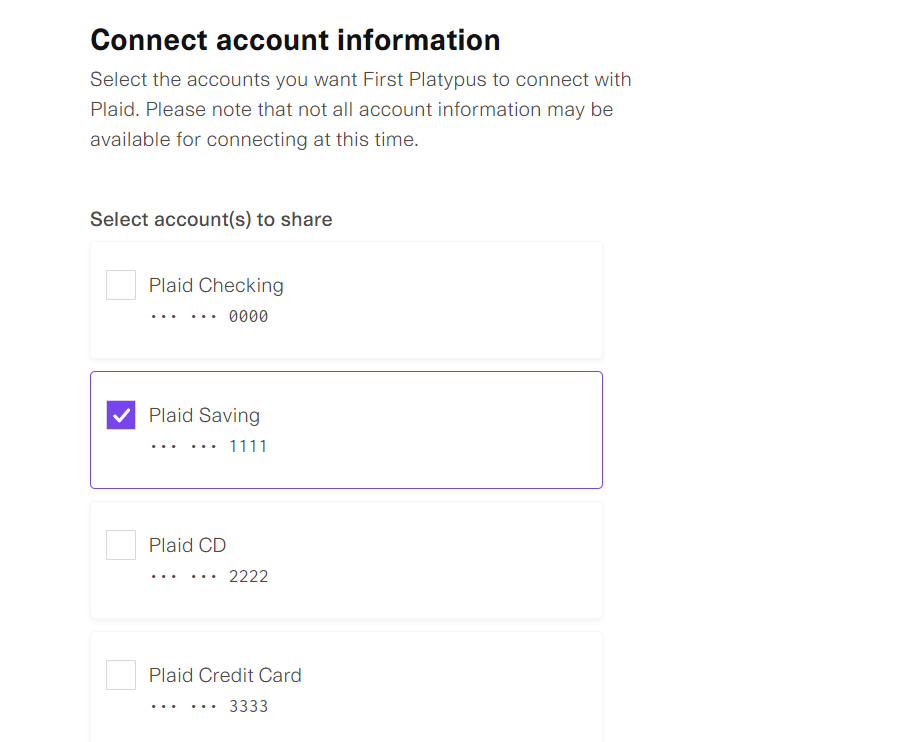 Connect account information
Select the accounts you want First Platypus to connect with
Plaid. Please note that not all account information may be
available for connecting at this time.
Select account(s) to share
Plaid Checking
••• ••• 0000
Plaid Saving
••• ••• 1111
Plaid CD
••• ••• 2222
Plaid Credit Card
••• ••• 3333